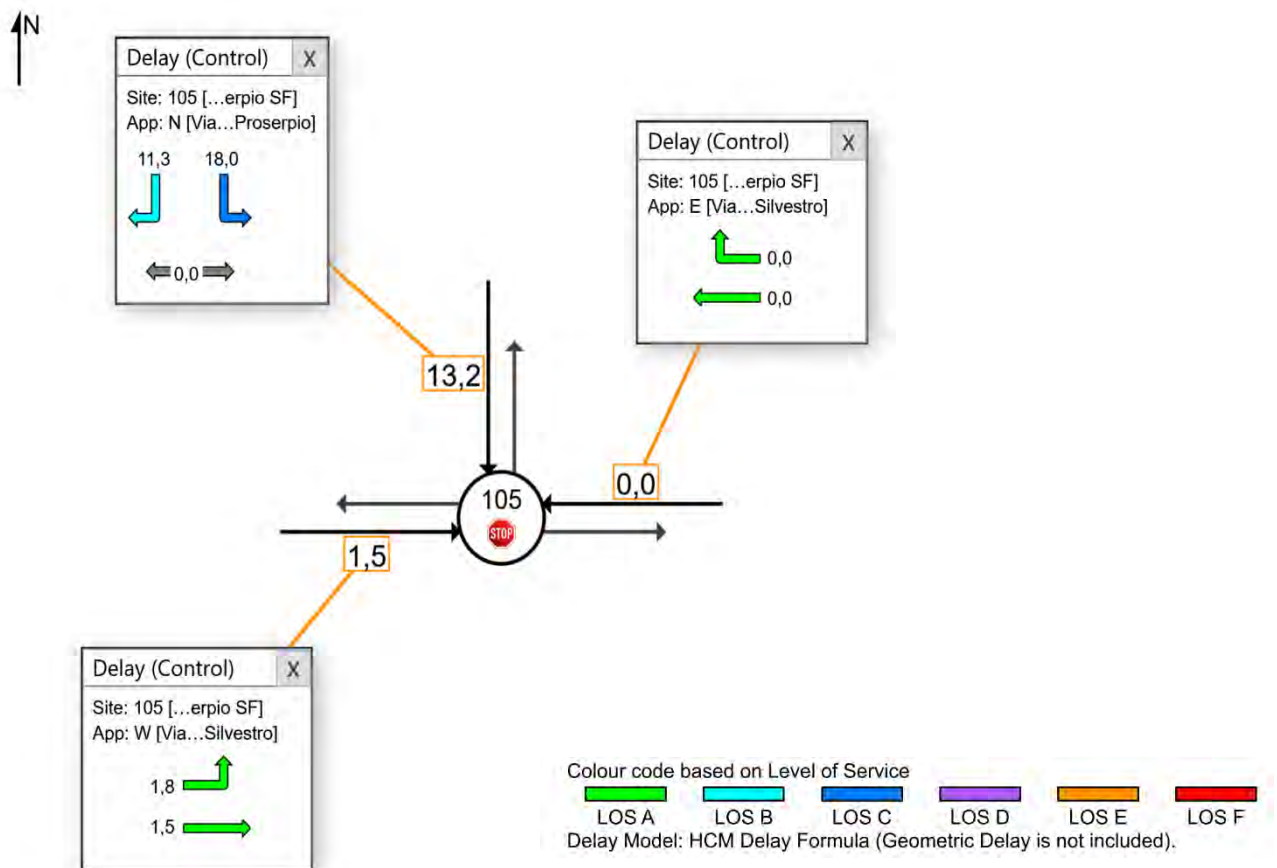 N
Delay (Control) X
Site: 105 […erpio SF]
App: N [Via…Proserpio]
11,3 18,0
0,0
Delay (Control) X
Site: 105 […erpio SF]
App: E [Via…Silvestro]
0,0
0,0
13,2
0,0
105
STOP
1,5
Delay (Control) X
Site: 105 […erpio SF]
App: W [Via…Silvestro]
1,8
1,5
Colour code based on Level of Service
LOS A LOS B LOS C LOS D LOS E LOS F
Delay Model: HCM Delay Formula (Geometric Delay is not included).